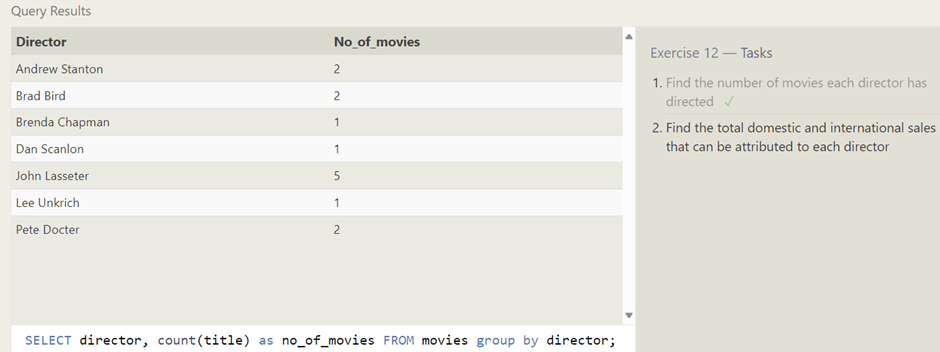 Query Results
Director No_of_movies
Andrew Stanton 2
Brad Bird 2
Brenda Chapman 1
Dan Scanlon 1
John Lasseter 5
Lee Unkrich 1
Pete Docter 2
SELECT director, count(title) as no_of_movies FROM movies group by director;
Exercise 12 — Tasks
1. Find the number of movies each director has
directed ✓
2. Find the total domestic and international sales
that can be attributed to each director